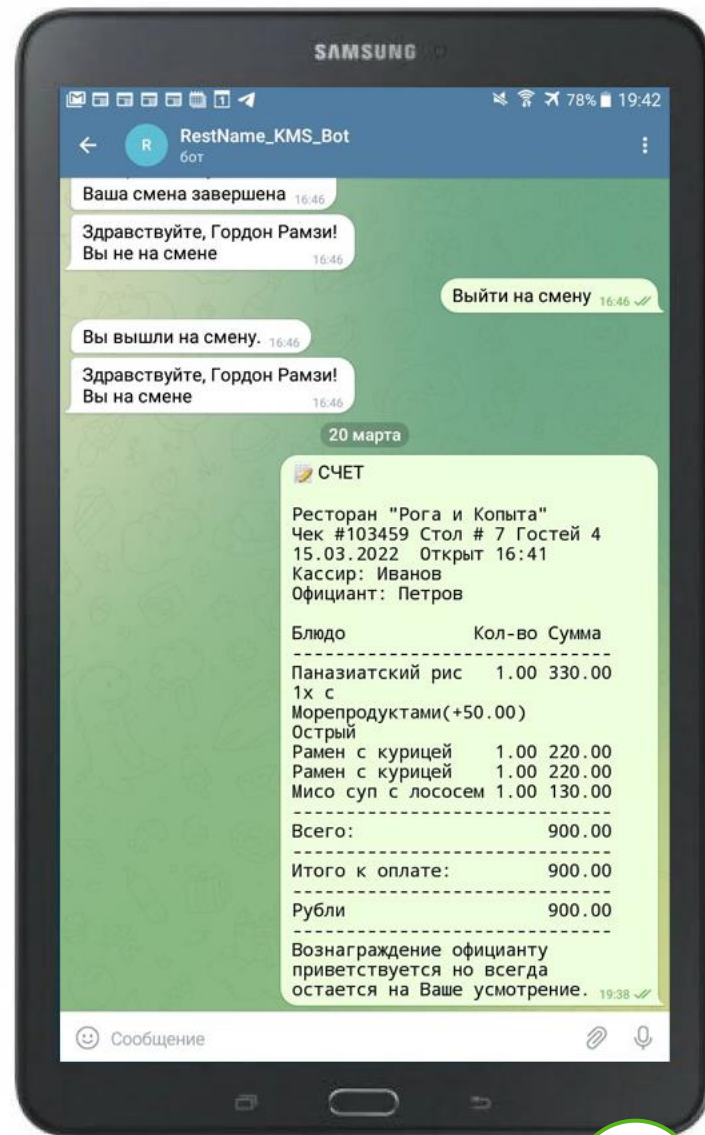 SAMSUNG
1
78% 19:42
R
RestName_KMS_Bot
бот
Ваша смена завершена 16:46
Здравствуйте, Гордон Рамзи!
Вы не на смене 16:46
Выйти на смену 16:46
Вы вышли на смену. 16:46
Здравствуйте, Гордон Рамзи!
Вы на смене 16:46
20 марта
СЧЕТ
Ресторан "Рога и Копыта"
Чек #103459 Стол # 7 Гостей 4
15.03.2022 Открыт 16:41
Кассир: Иванов
Официант: Петров
Блюдо Кол-во Сумма
------------------------------
Паназиатский рис 1.00 330.00
1x с
Морепродуктами(+50.00)
Острый
Рамен с курицей 1.00 220.00
Рамен с курицей 1.00 220.00
Мисо суп с лососем 1.00 130.00
------------------------------
Всего: 900.00
------------------------------
Итого к оплате: 900.00
------------------------------
Рубли 900.00
------------------------------
Вознаграждение официанту
приветствуется но всегда
остается на Ваше усмотрение. 19:38
Сообщение